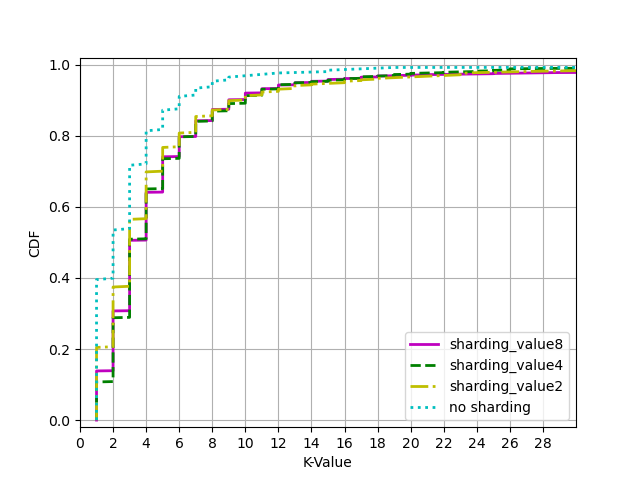 1.0
0.8
0.6
0.4
0.2
0.0
CDF
0 2 4 6 8 10 12 14 16 18 20 22 24 26 28
K-Value
sharding_value8
sharding_value4
sharding_value2
no sharding